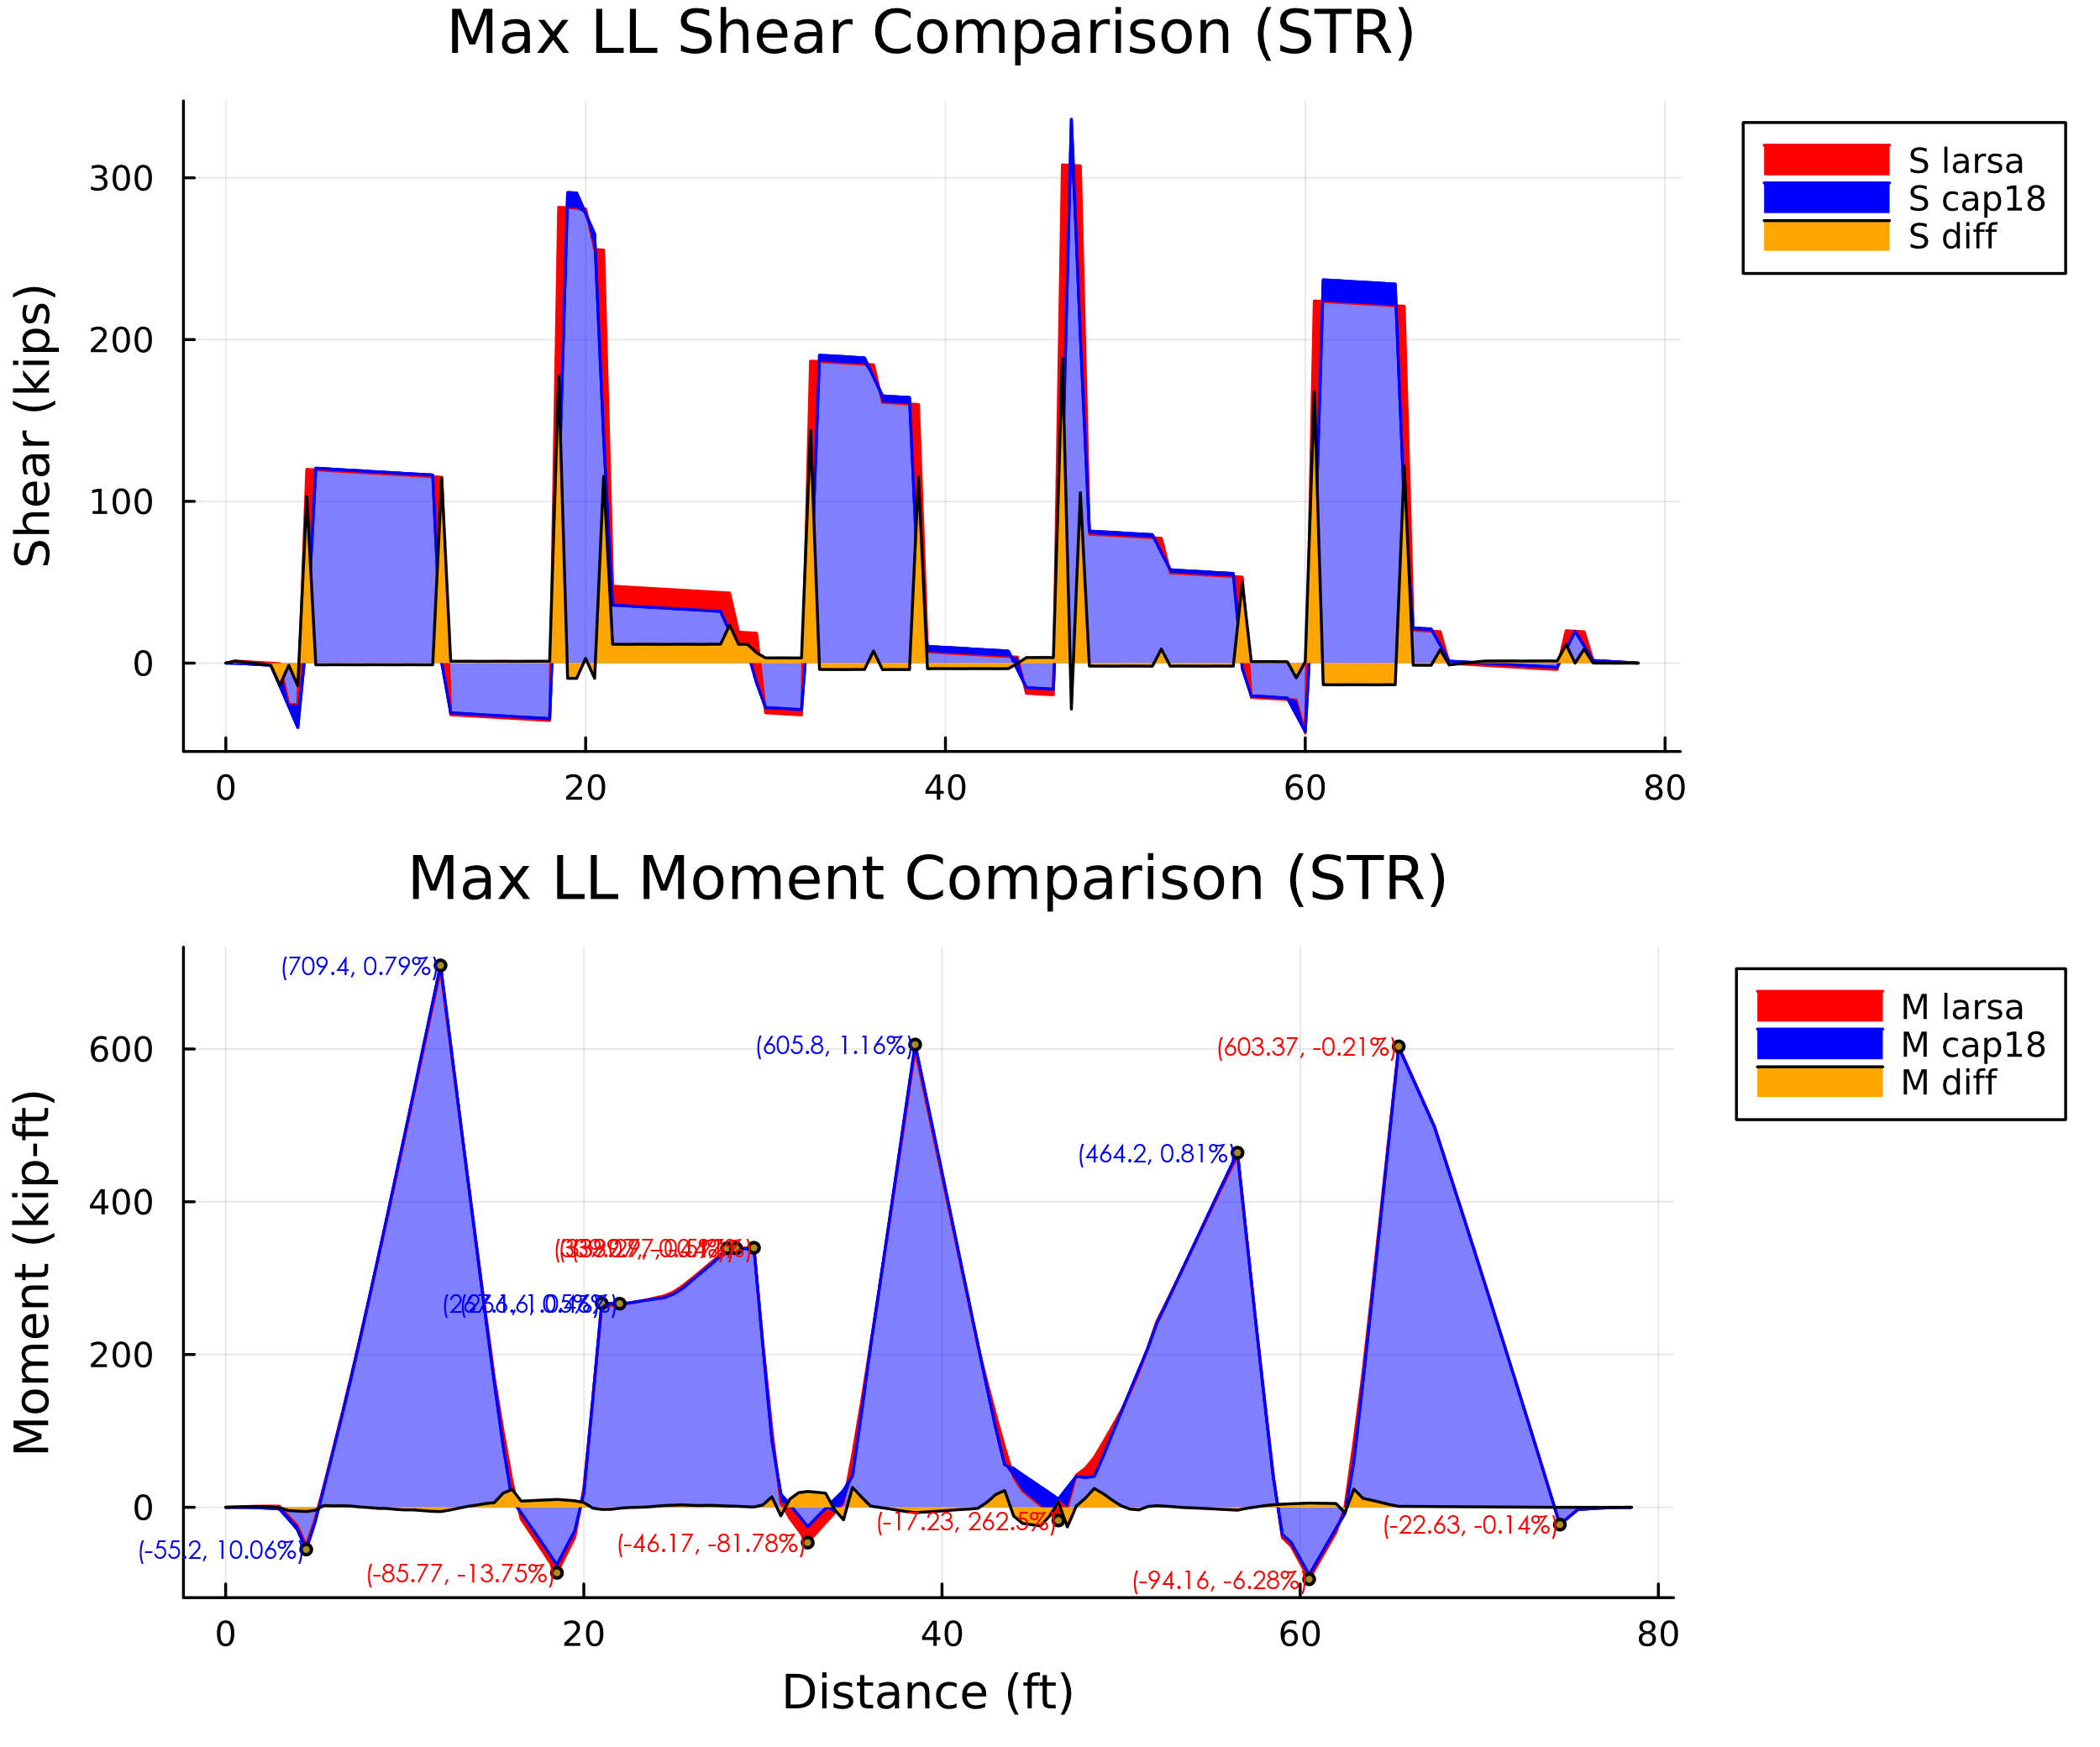 Max LL Shear Comparison (STR)
Shear (kips)
300
200
100
0
0 20 40 60 80
S larsa
S cap18
S diff
Max LL Moment Comparison (STR)
Moment (kip-ft)
600
400
200
0
(709.4, 0.79%)
(605.8, 1.16%)
(603.37, -0.21%)
(464.2, 0.81%)
(-55.2, 10.06%)
(-85.77, -13.75%)
(-46.17, -81.78%)
(-17.23, 262.5%)
(-94.16, -6.28%)
(-22.63, -0.14%)
0 20 40 60 80
Distance (ft)
M larsa
M cap18
M diff